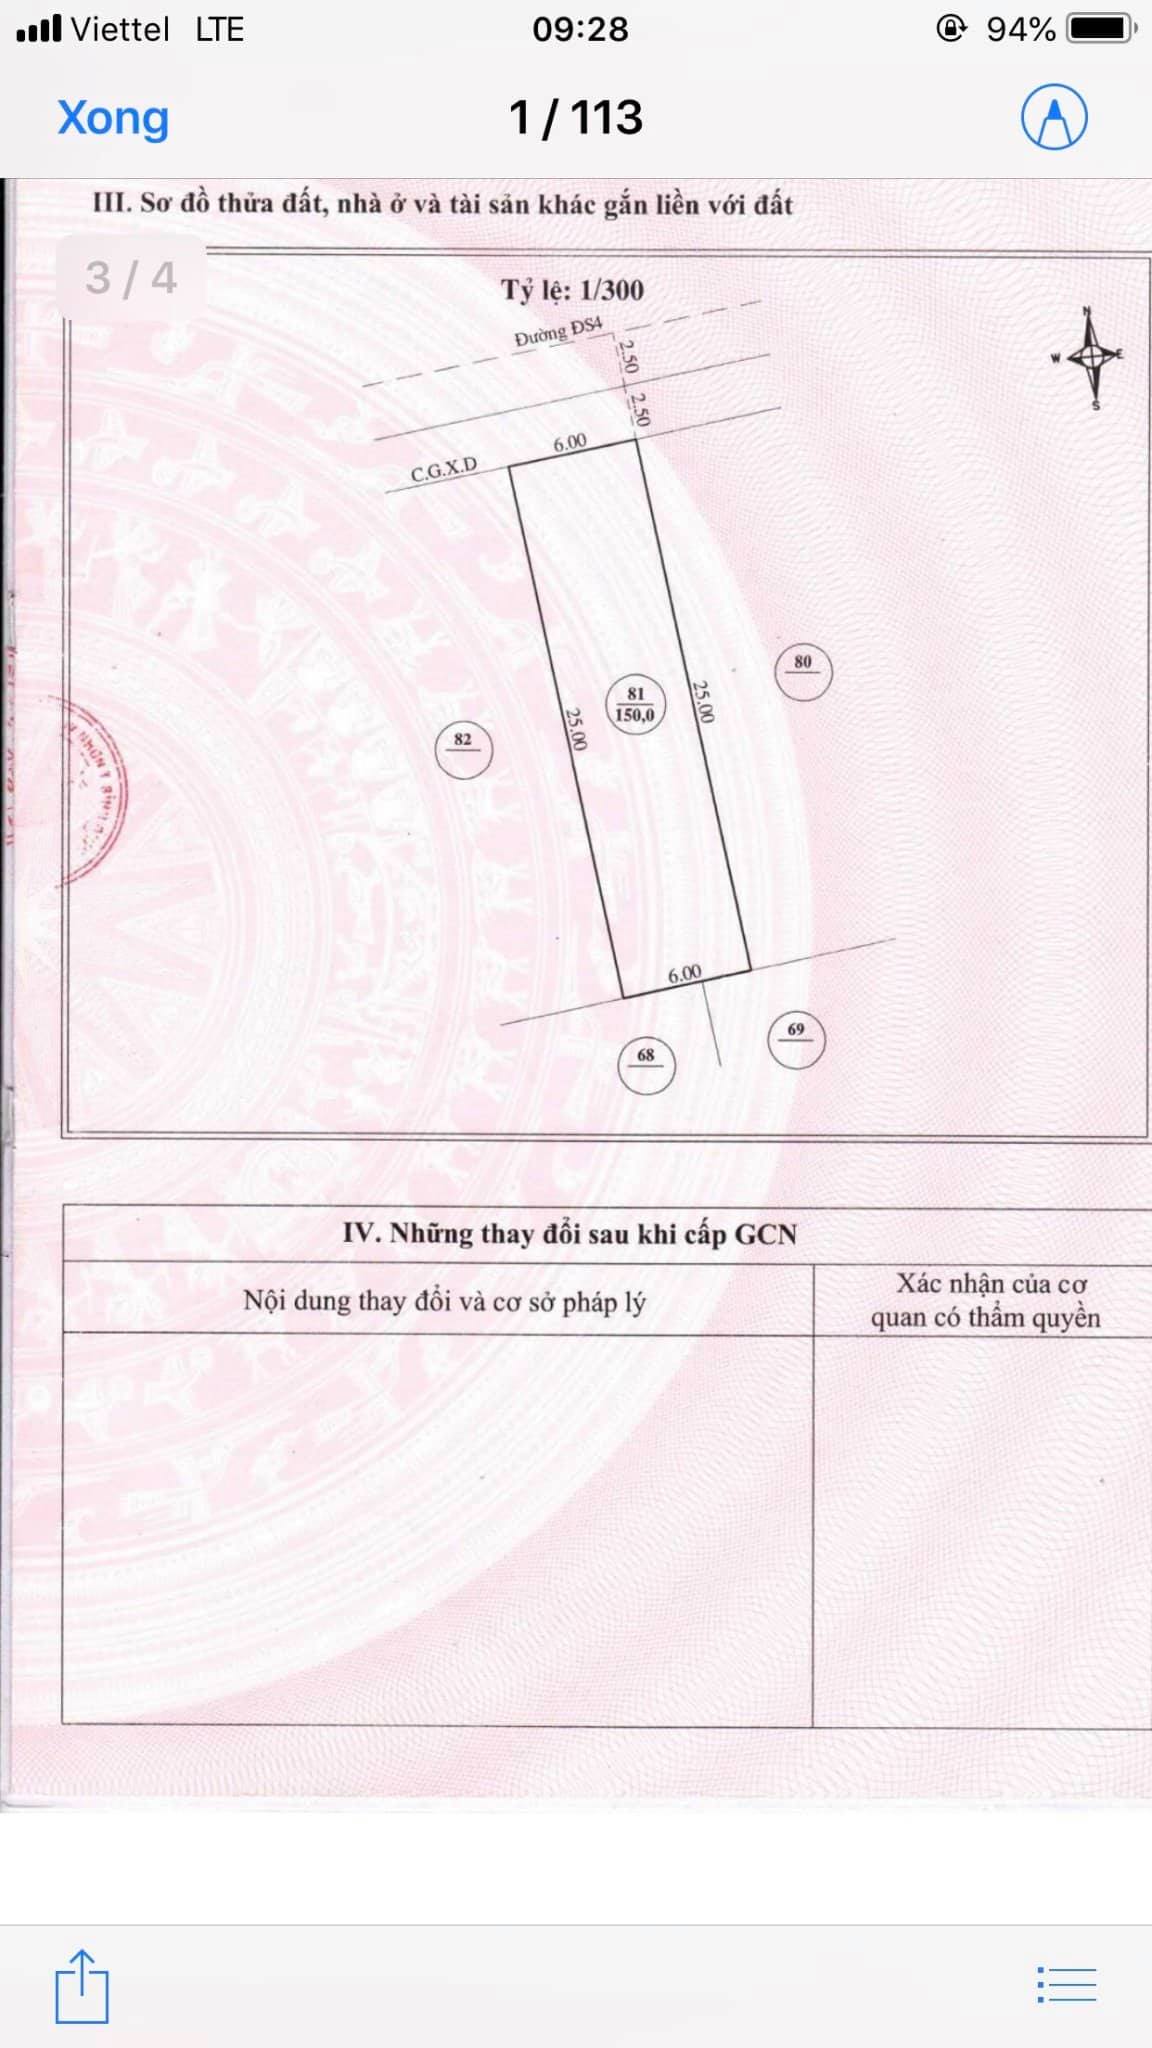 Viettel LTE 09:28 94%
Xong 1 / 113
III. Sơ đồ thửa đất, nhà ở và tài sản khác gắn liền với đất
3 / 4
Tỷ lệ: 1/300
N
W E
S
Đường ĐS4
2.50
2.50
6.00
C.G.X.D
80
81
150,0
25.00
25.00
82
6.00
69
68
IV. Những thay đổi sau khi cấp GCN
Nội dung thay đổi và cơ sở pháp lý
Xác nhận của cơ
quan có thẩm quyền